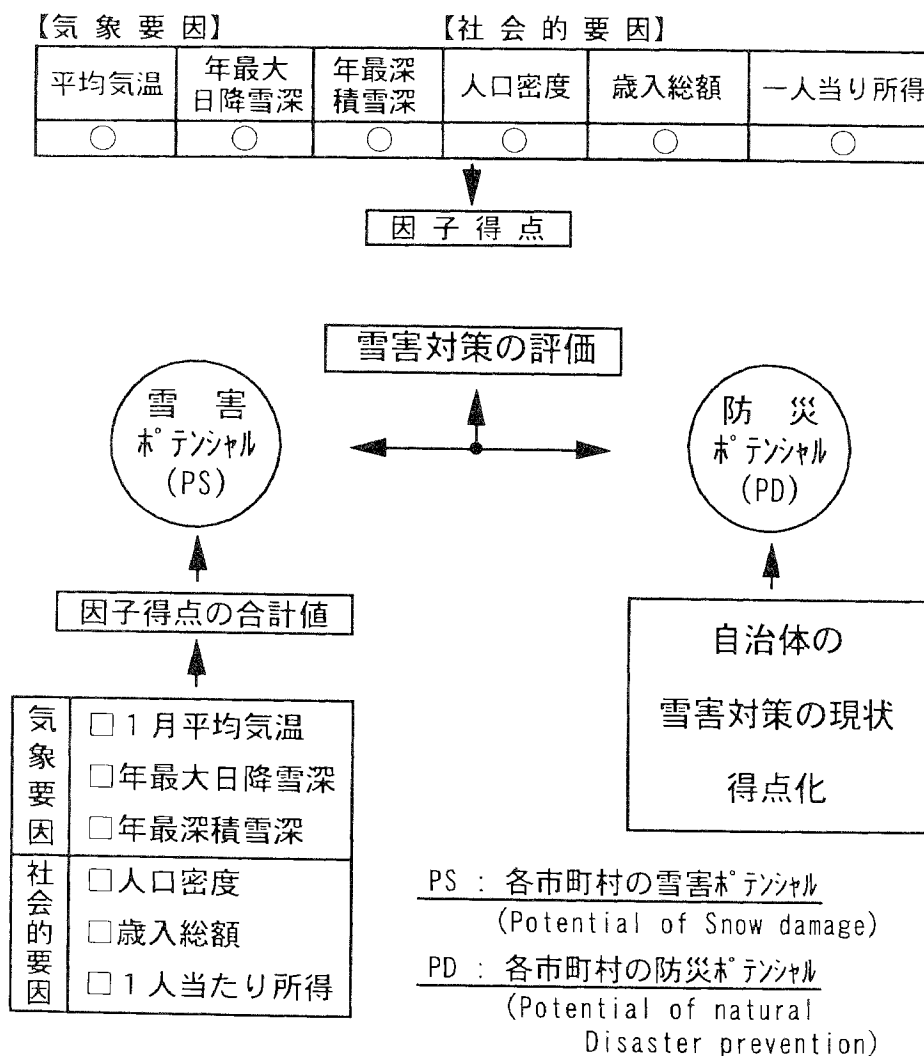 【気象要因】
【社会的要因】
平均気温
年最大
日降雪深
年最深
積雪深
人口密度
歳入総額
一人当り所得
○ ○ ○ ○ ○ ○
因子得点
雪害対策の評価
雪害
ポテンシャル
(PS)
防災
ポテンシャル
(PD)
因子得点の合計値
気象要因
□1月平均気温
□年最大日降雪深
□年最深積雪深
社会的要因
□人口密度
□歳入総額
□1人当たり所得
自治体の
雪害対策の現状
得点化
PS : 各市町村の雪害ポテンシャル
(Potential of Snow damage)
PD : 各市町村の防災ポテンシャル
(Potential of natural
Disaster prevention)